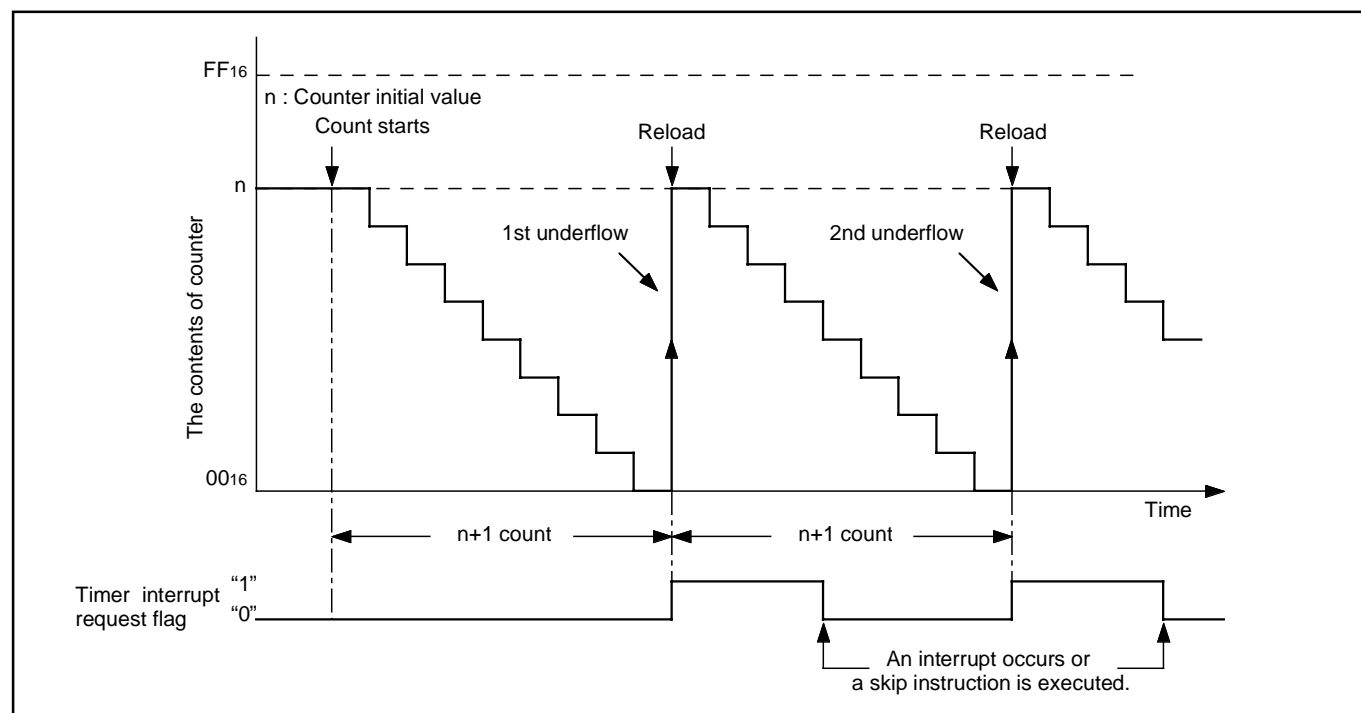 FF16
n : Counter initial value
Count starts
Reload
Reload
n
The contents of counter
1st underflow
2nd underflow
0016
Time
n+1 count
n+1 count
Timer interrupt
request flag
“1”
“0”
An interrupt occurs or
a skip instruction is executed.